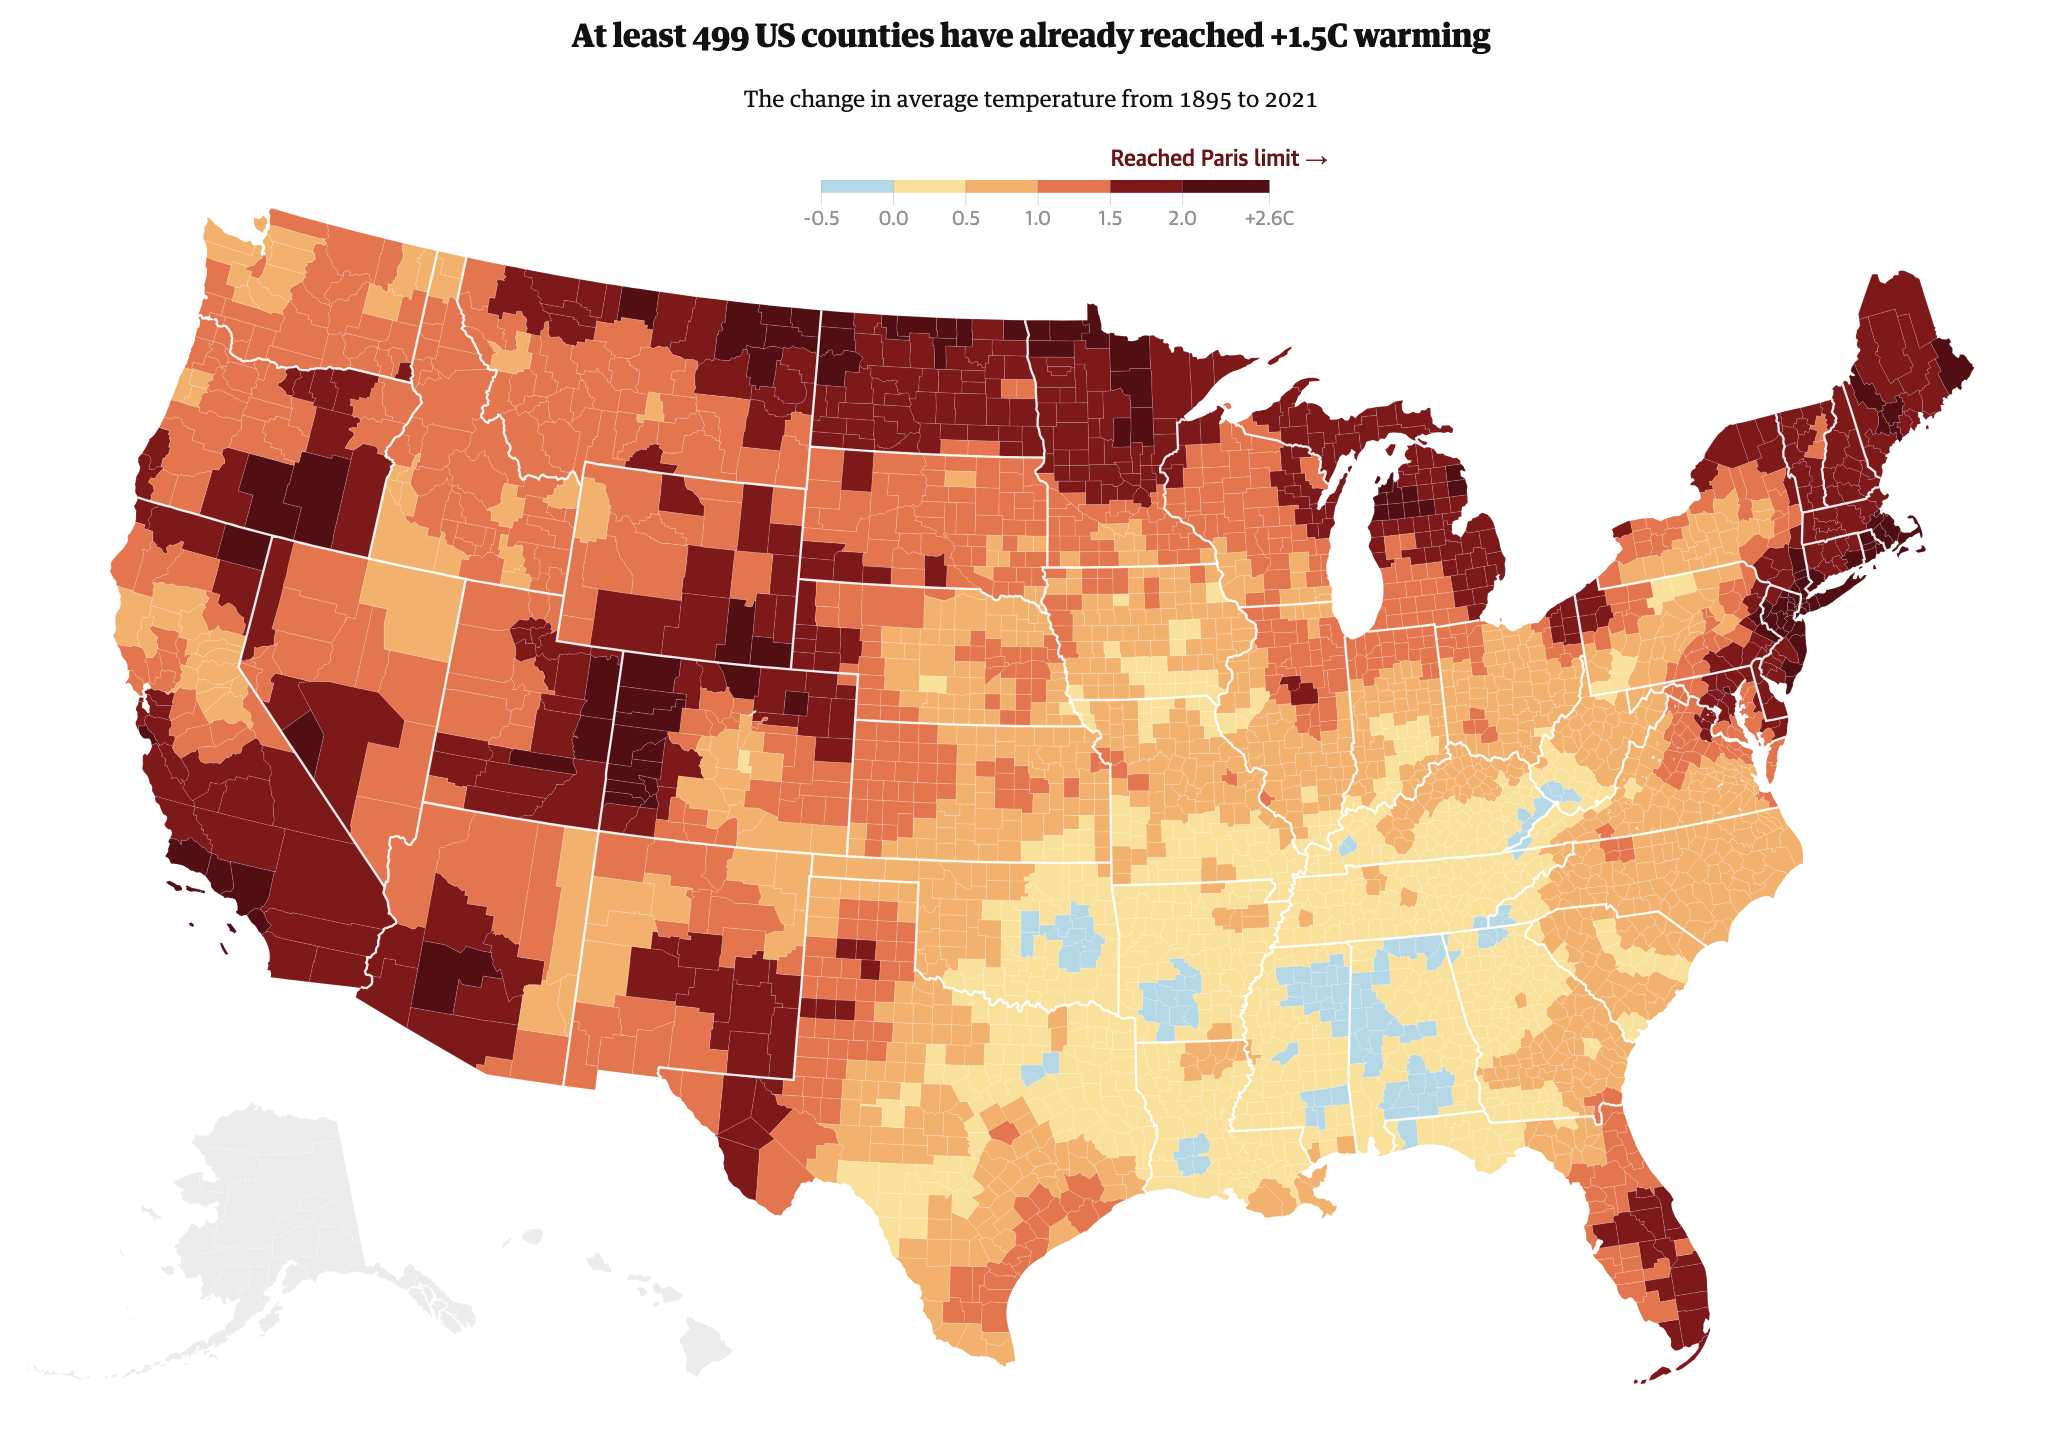 At least 499 US counties have already reached +1.5C warming
The change in average temperature from 1895 to 2021
Reached Paris limit →
-0.5 0.0 0.5 1.0 1.5 2.0 +2.6C